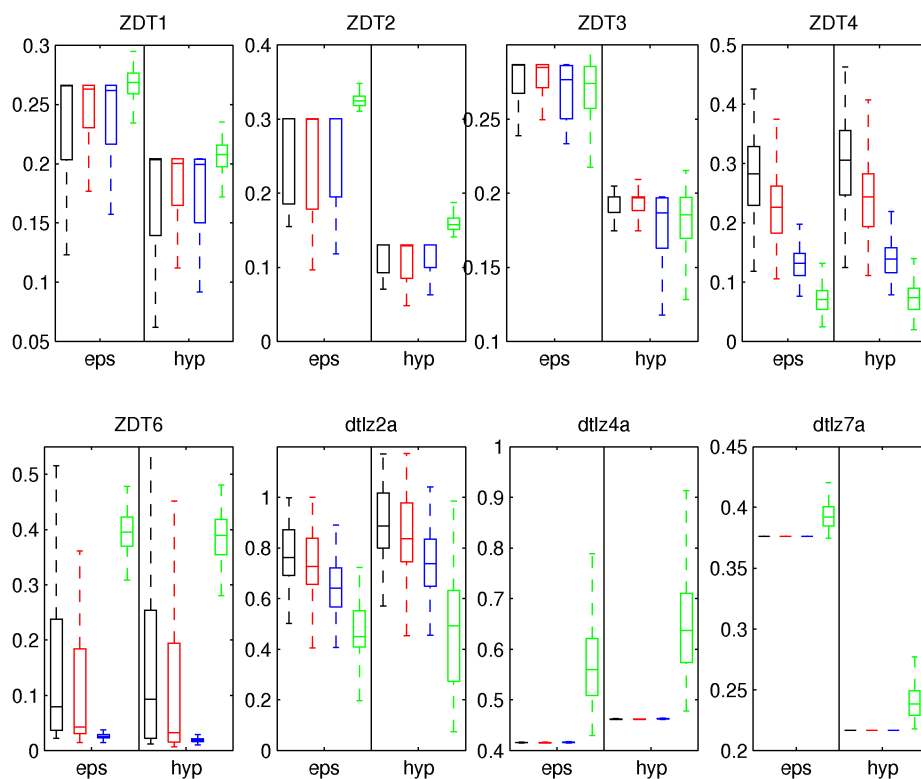 ZDT1 ZDT2 ZDT3 ZDT4
0.3 0.4 0.5
0.25 0.3 0.25 0.4
0.2 0.3
0.2 0.2
0.15 0.2
0.1 0.15
0.1 0.1
0.05 0 0.1 0
eps hyp eps hyp eps hyp eps hyp
ZDT6 dtlz2a dtlz4a dtlz7a
1 0.45
0.5 1 0.9
0.4 0.8 0.8 0.4
0.3 0.6 0.7 0.35
0.2 0.4 0.6 0.3
0.1 0.2 0.5 0.25
0 0 0.4 0.2
eps hyp eps hyp eps hyp eps hyp